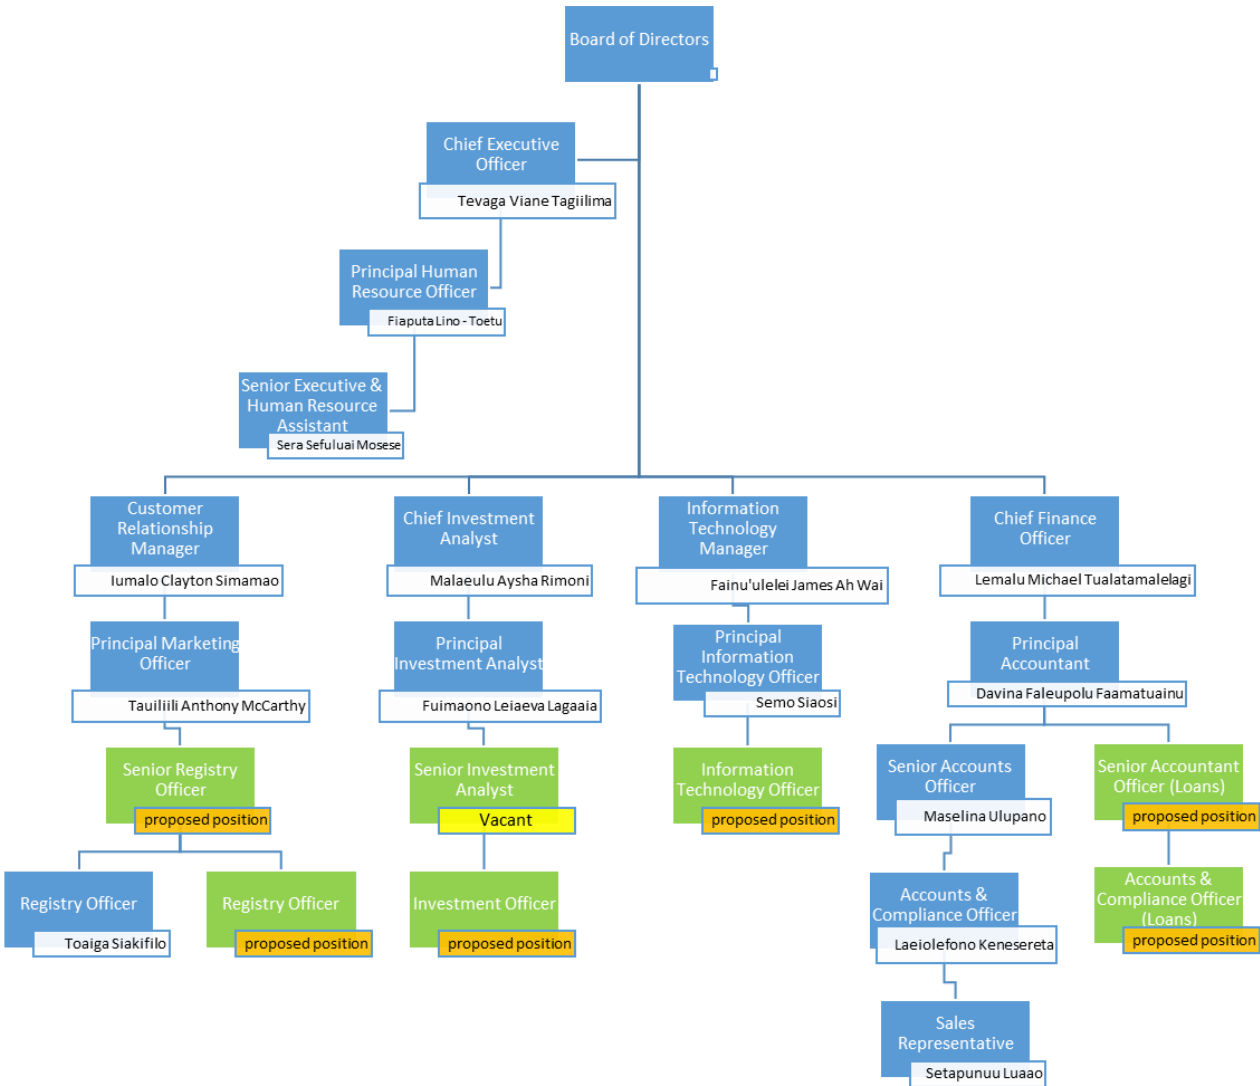 Board of Directors
Chief Executive
Officer
Tevaga Viane Tagiilima
Principal Human
Resource Officer
Fiaputa Lino - Toetu
Senior Executive &
Human Resource
Assistant
Sera Sefuluai Mosese
Customer
Relationship
Manager
Iumalo Clayton Simamao
Chief Investment
Analyst
Malaeulu Aysha Rimoni
Information
Technology
Manager
Fainu'ulelei James Ah Wai
Chief Finance
Officer
Lemalu Michael Tualatamalelagi
Principal Marketing
Officer
Tauiliili Anthony McCarthy
Principal
Investment Analyst
Fuimaono Leiaeva Lagaaia
Principal
Information
Technology Officer
Semo Siaosi
Principal
Accountant
Davina Faleupolu Faamatuainu
Senior Registry
Officer
proposed position
Senior Investment
Analyst
Vacant
Information
Technology Officer
proposed position
Senior Accounts
Officer
Maselina Ulupano
Senior Accountant
Officer (Loans)
proposed position
Registry Officer
Toaiga Siakifilo
Registry Officer
proposed position
Investment Officer
proposed position
Accounts &
Compliance Officer
Laeiolefono Kenesereta
Accounts &
Compliance Officer
(Loans)
proposed position
Sales
Representative
Setapunuu Luaao